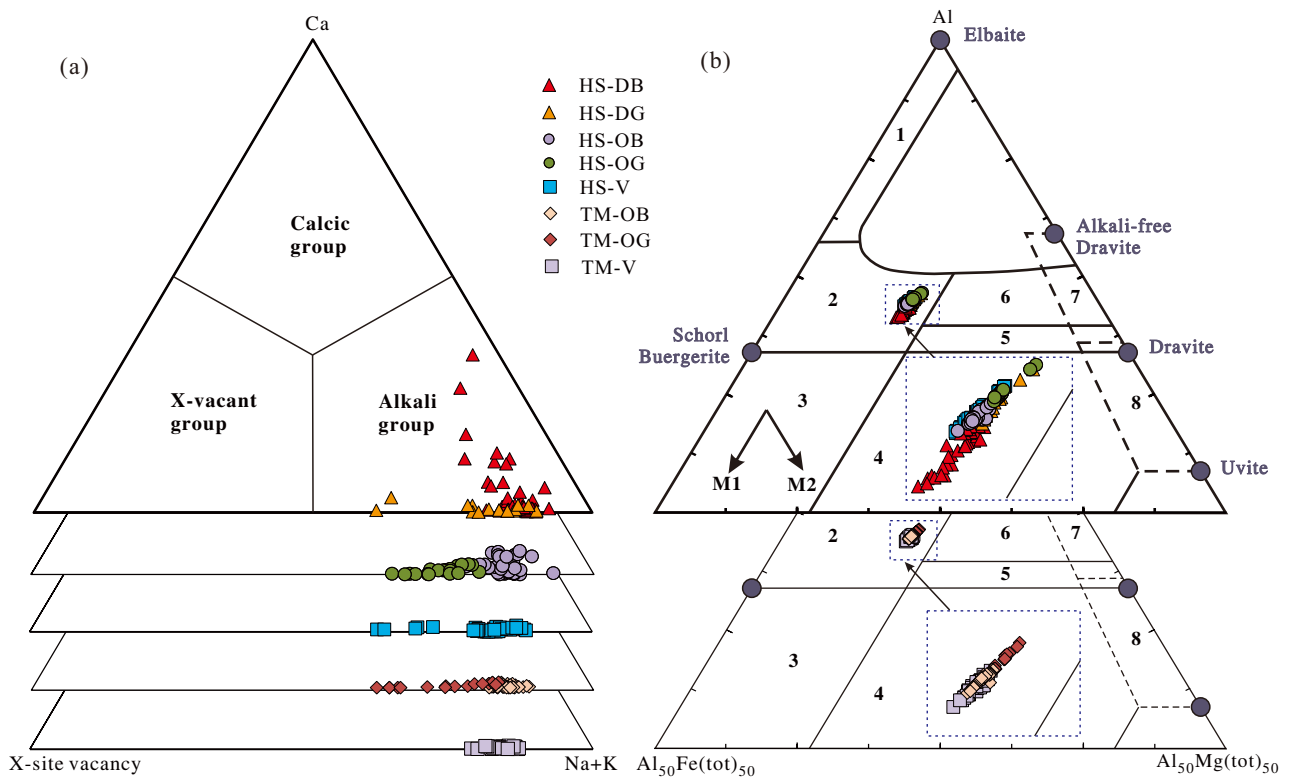 Ca
(a)
HS-DB
HS-DG
HS-OB
HS-OG
HS-V
TM-OB
TM-OG
TM-V
Calcic
group
X-vacant
group
Alkali
group
X-site vacancy
Na+K
Al
(b)
Elbaite
1
Alkali-free
Dravite
2
6
7
5
Schorl
Buergerite
Dravite
3
8
4
M1
M2
Uvite
2
6
7
5
8
3
4
Al50Fe(tot)50
Al50Mg(tot)50